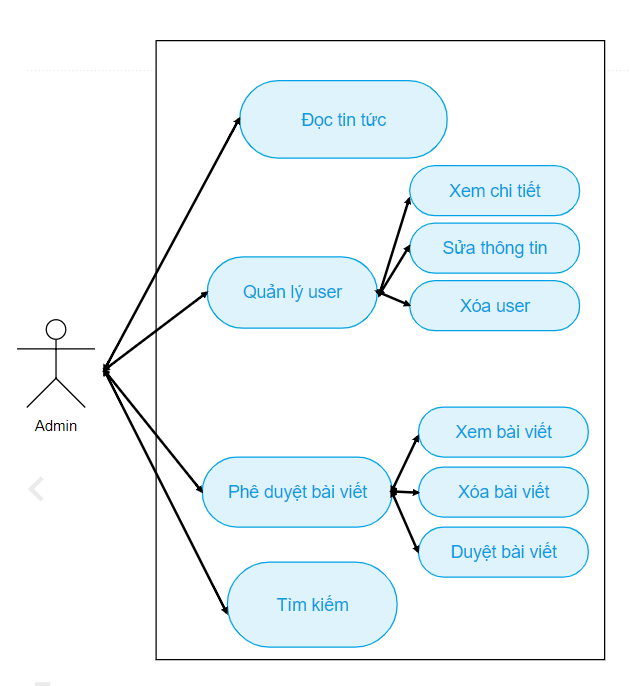 Đọc tin tức
Xem chi tiết
Sửa thông tin
Quản lý user
Xóa user
Admin
Xem bài viết
Phê duyệt bài viết
Xóa bài viết
Duyệt bài viết
Tìm kiếm